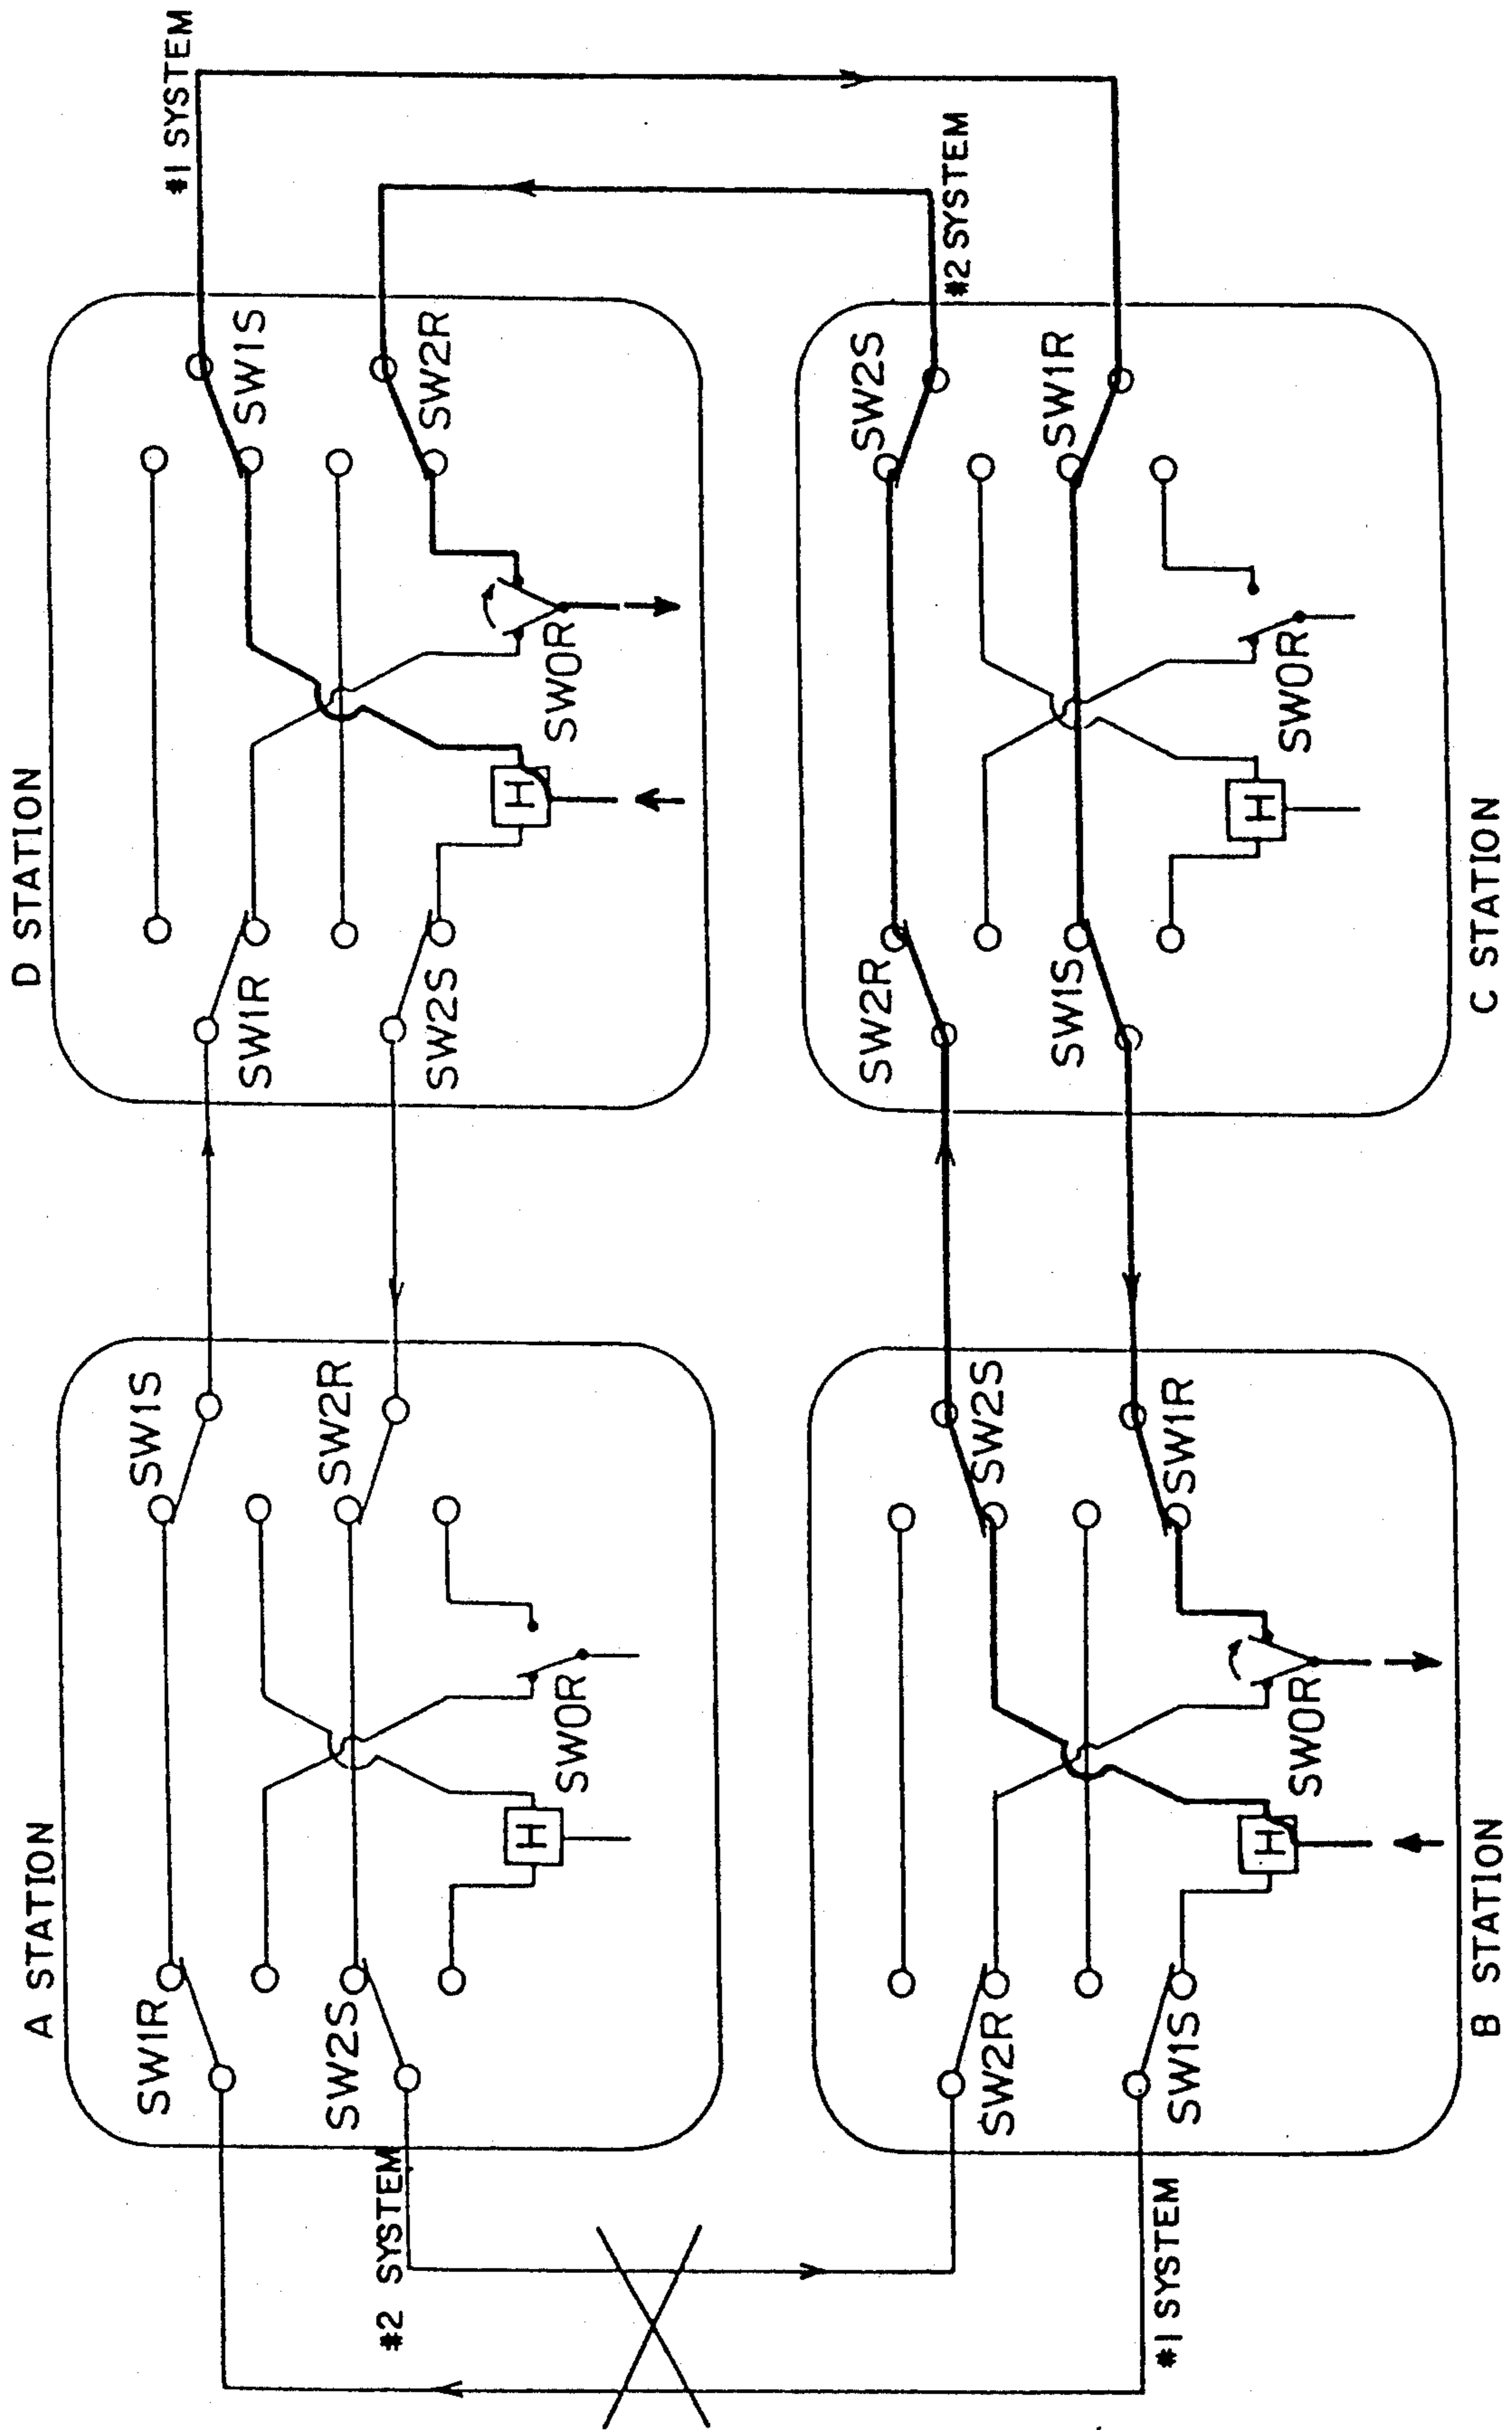 A STATION
D STATION
SW1R
SW1S
SW1R
SW1S
#1 SYSTEM
SW2S
SW2R
SW2S
SW2R
#2 SYSTEM
H
SW0R
H
SW0R
SW2R
SW2S
SW2R
SW2S
#2 SYSTEM
SW1S
SW1R
SW1S
SW1R
#1 SYSTEM
H
SW0R
H
SW0R
B STATION
C STATION